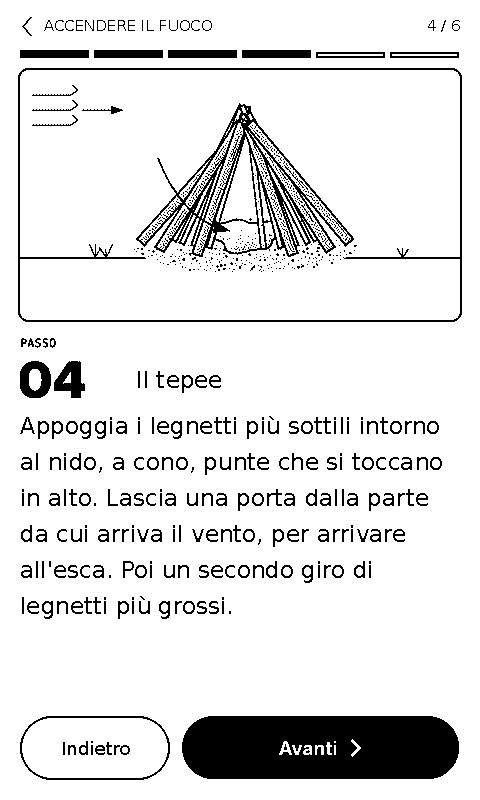 ACCENDERE IL FUOCO
4 / 6
PASSO
04
Il tepee
Appoggia i legnetti più sottili intorno
al nido, a cono, punte che si toccano
in alto. Lascia una porta dalla parte
da cui arriva il vento, per arrivare
all'esca. Poi un secondo giro di
legnetti più grossi.
Indietro
Avanti